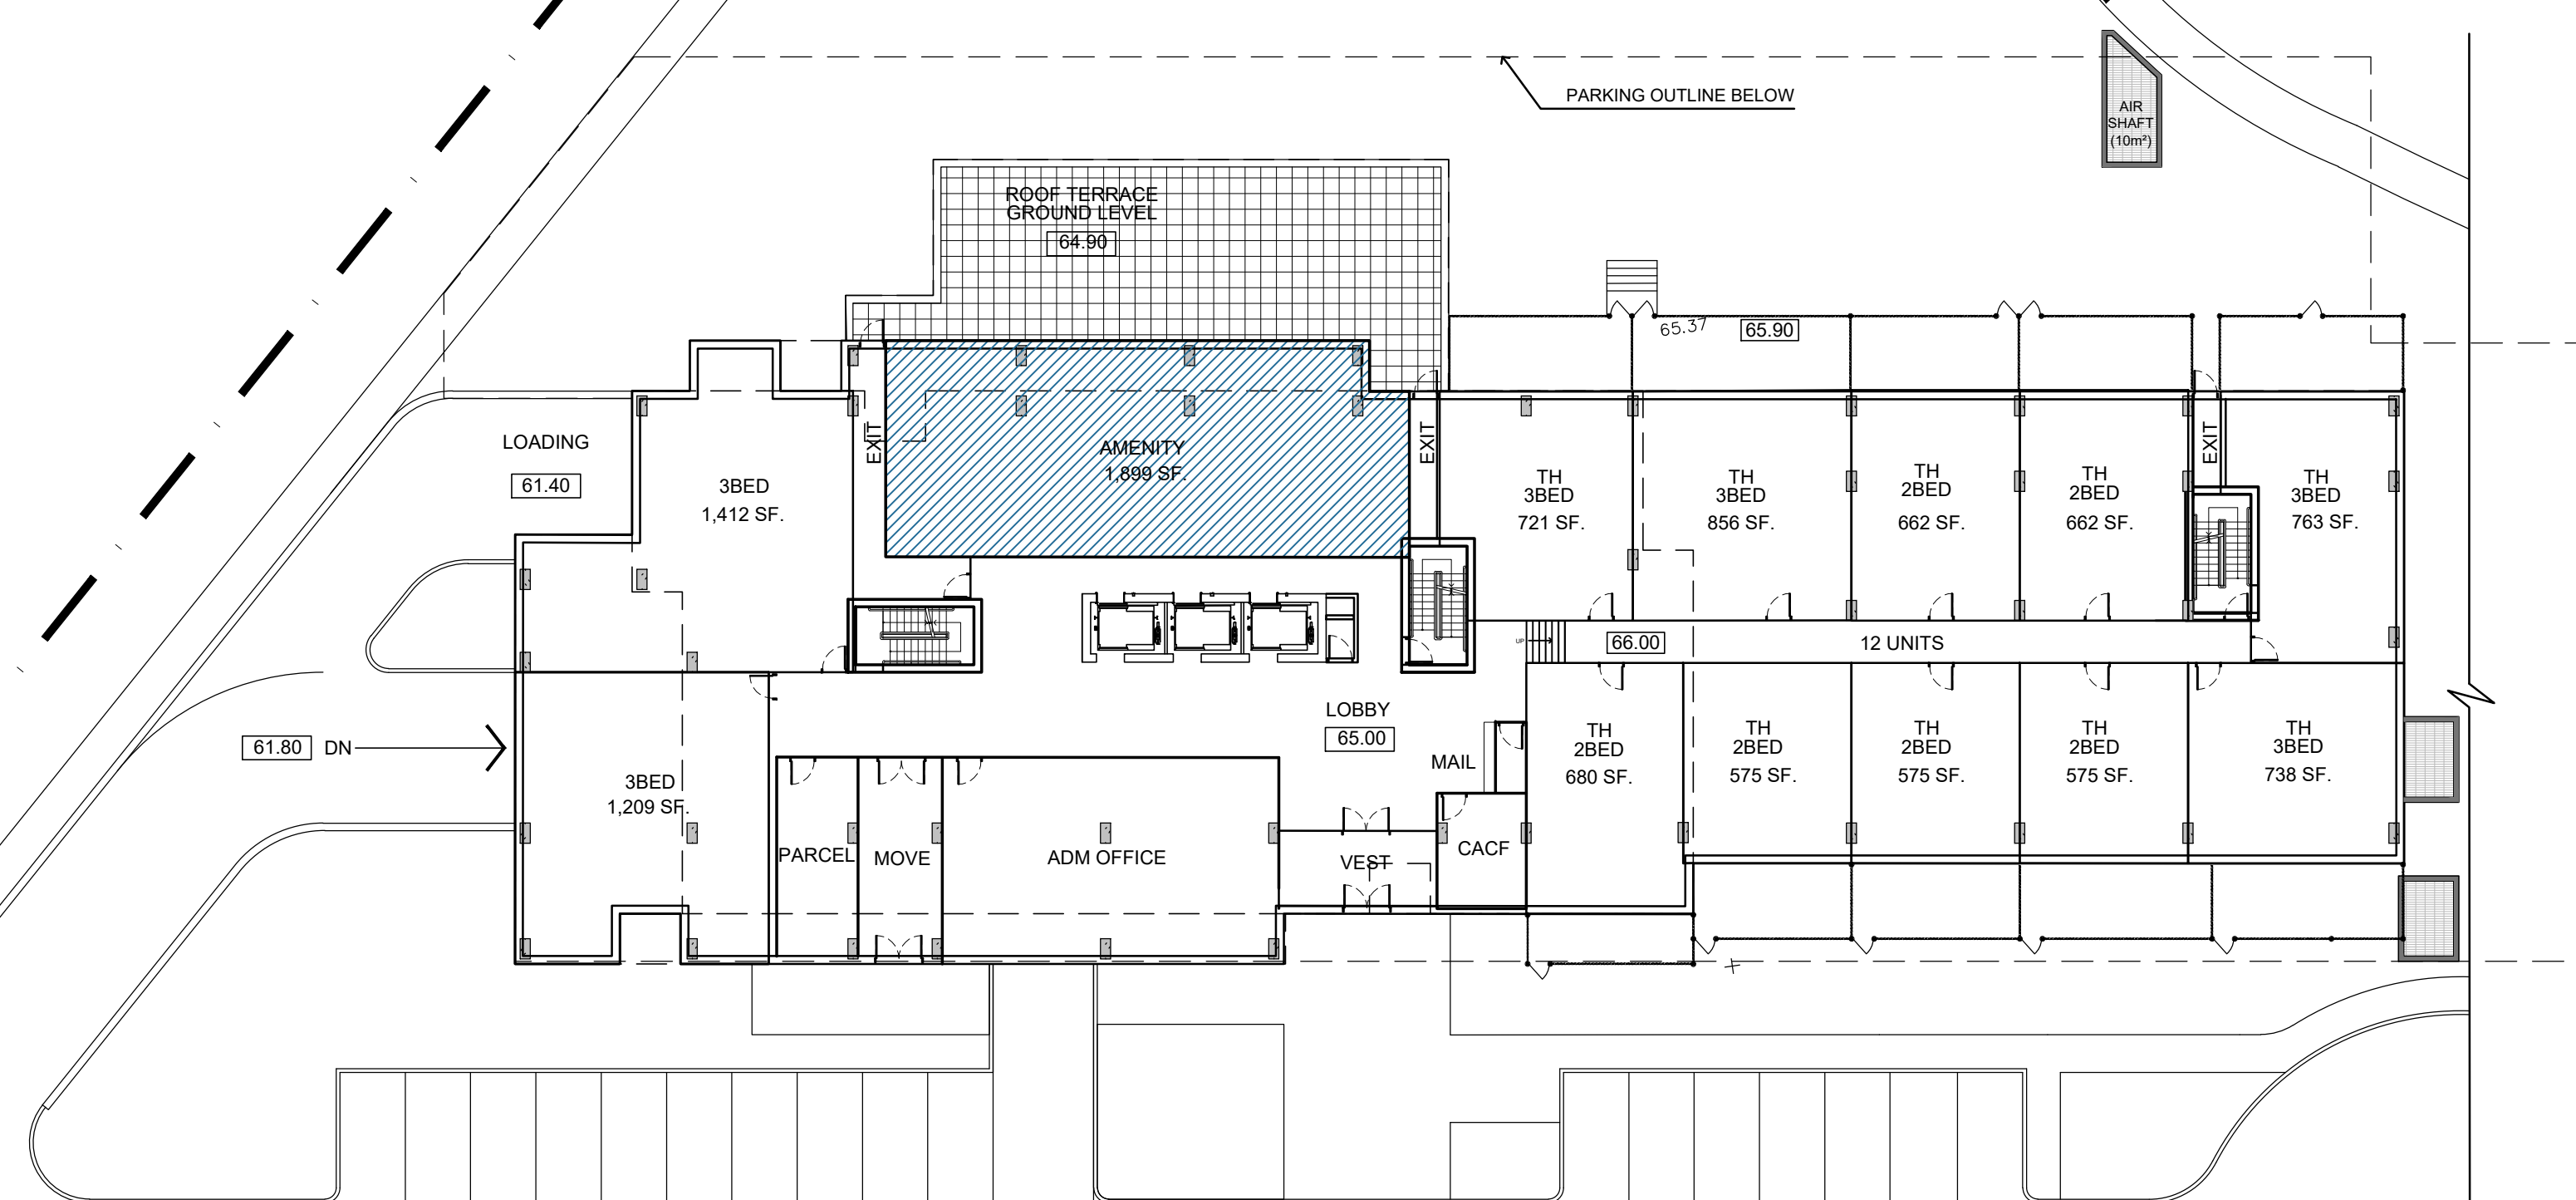 PARKING OUTLINE BELOW
AIR
SHAFT
(10m²)
ROOF TERRACE
GROUND LEVEL
64.90
65.37
65.90
LOADING
61.40
3BED
1,412 SF.
EXIT
AMENITY
1,899 SF.
EXIT
TH
3BED
721 SF.
TH
3BED
856 SF.
TH
2BED
662 SF.
TH
2BED
662 SF.
EXIT
TH
3BED
763 SF.
UP
66.00
12 UNITS
61.80
DN
3BED
1,209 SF.
PARCEL
MOVE
ADM OFFICE
LOBBY
65.00
VEST
MAIL
CACF
TH
2BED
680 SF.
TH
2BED
575 SF.
TH
2BED
575 SF.
TH
2BED
575 SF.
TH
3BED
738 SF.